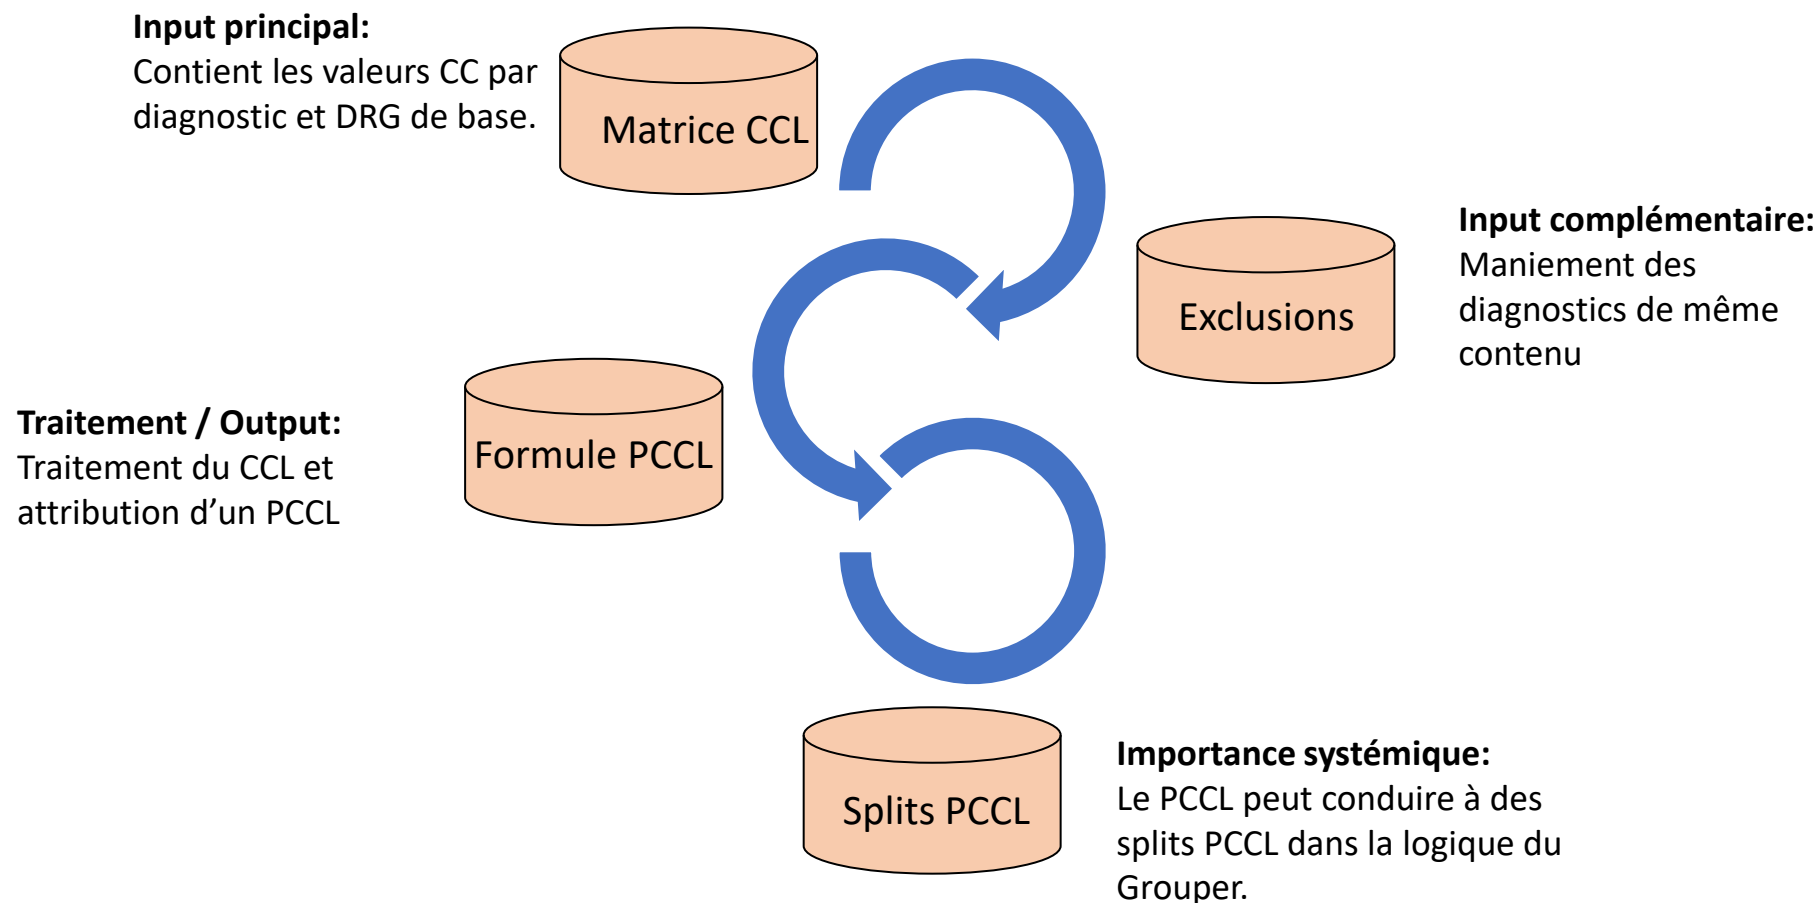 Input principal:
Contient les valeurs CC par
diagnostic et DRG de base.
Matrice CCL
Input complémentaire:
Maniement des
diagnostics de même
contenu
Exclusions
Traitement / Output:
Traitement du CCL et
attribution d’un PCCL
Formule PCCL
Splits PCCL
Importance systémique:
Le PCCL peut conduire à des
splits PCCL dans la logique du
Grouper.